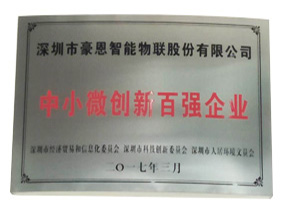 深圳市豪恩智能物联股份有限公司
中小微创新百强企业
深圳市经济贸易和信息化委员会 深圳市科技创新委员会 深圳市人居环境委员会
二〇一七年三月